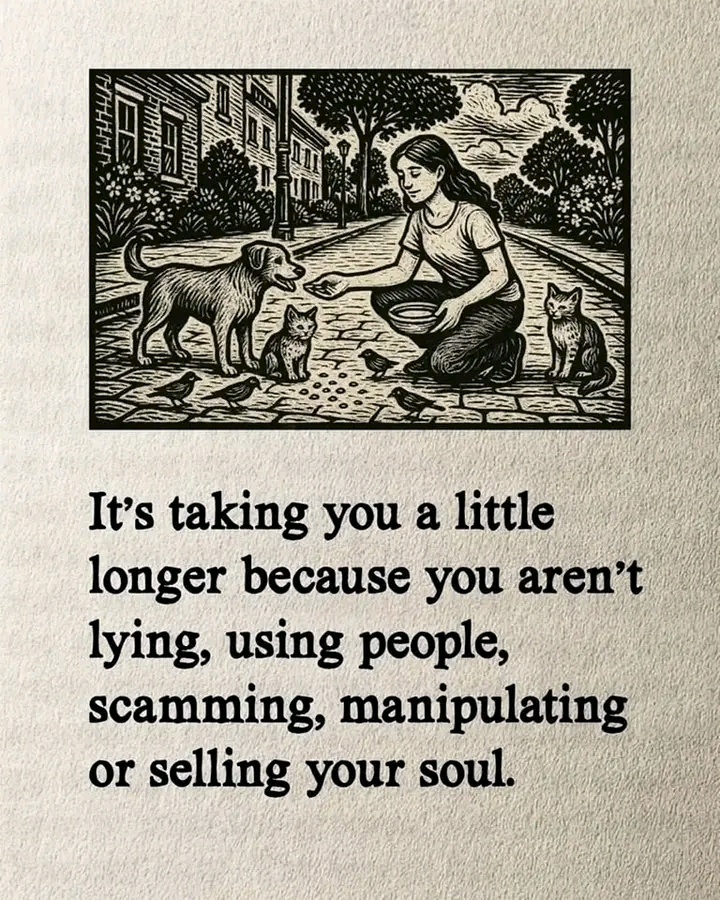 It’s taking you a little
longer because you aren’t
lying, using people,
scamming, manipulating
or selling your soul.